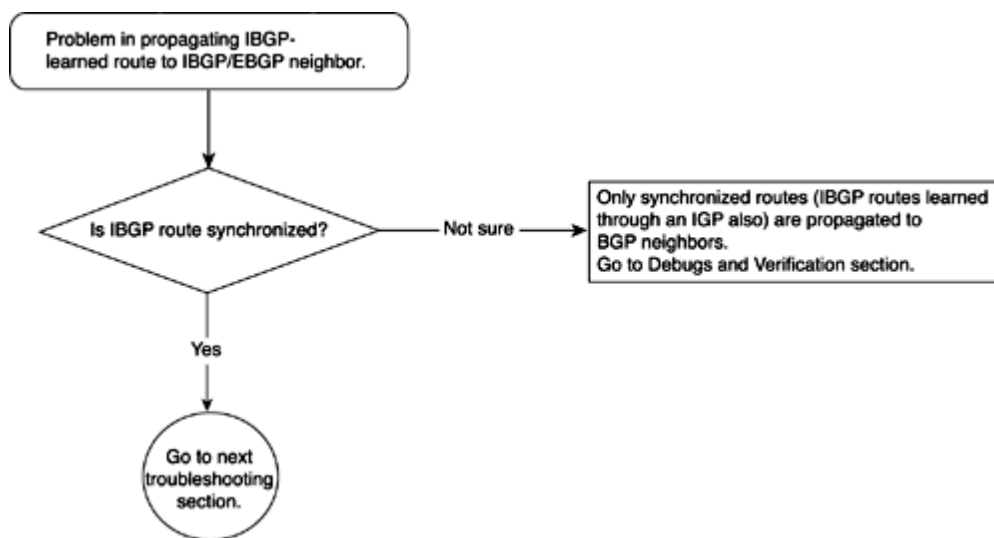 Problem in propagating IBGP-
learned route to IBGP/EBGP neighbor.
Is IBGP route synchronized?
Not sure
Only synchronized routes (IBGP routes learned
through an IGP also) are propagated to
BGP neighbors.
Go to Debugs and Verification section.
Yes
Go to next
troubleshooting
section.